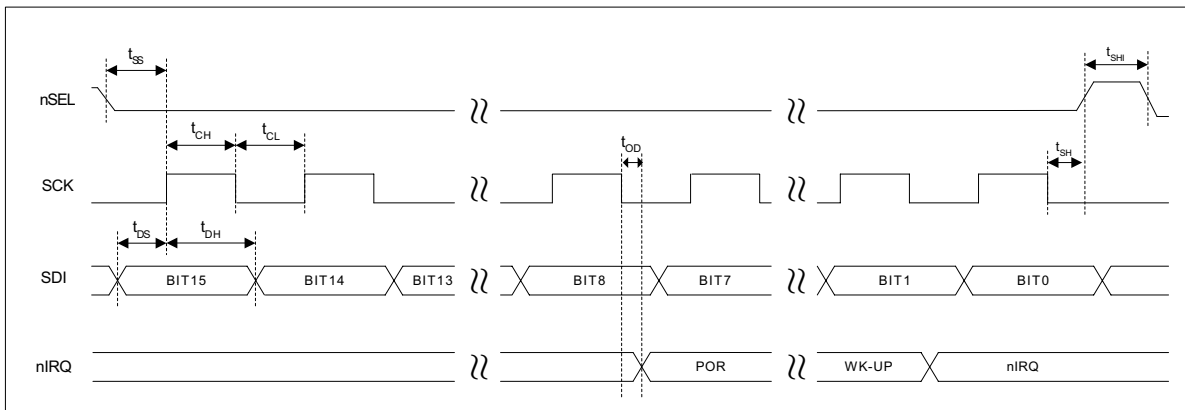 tSS
tSHI
nSEL
tCH
tCL
tOD
tSH
SCK
tDS
tDH
SDI
BIT15
BIT14
BIT13
BIT8
BIT7
BIT1
BIT0
nIRQ
POR
WK-UP
nIRQ